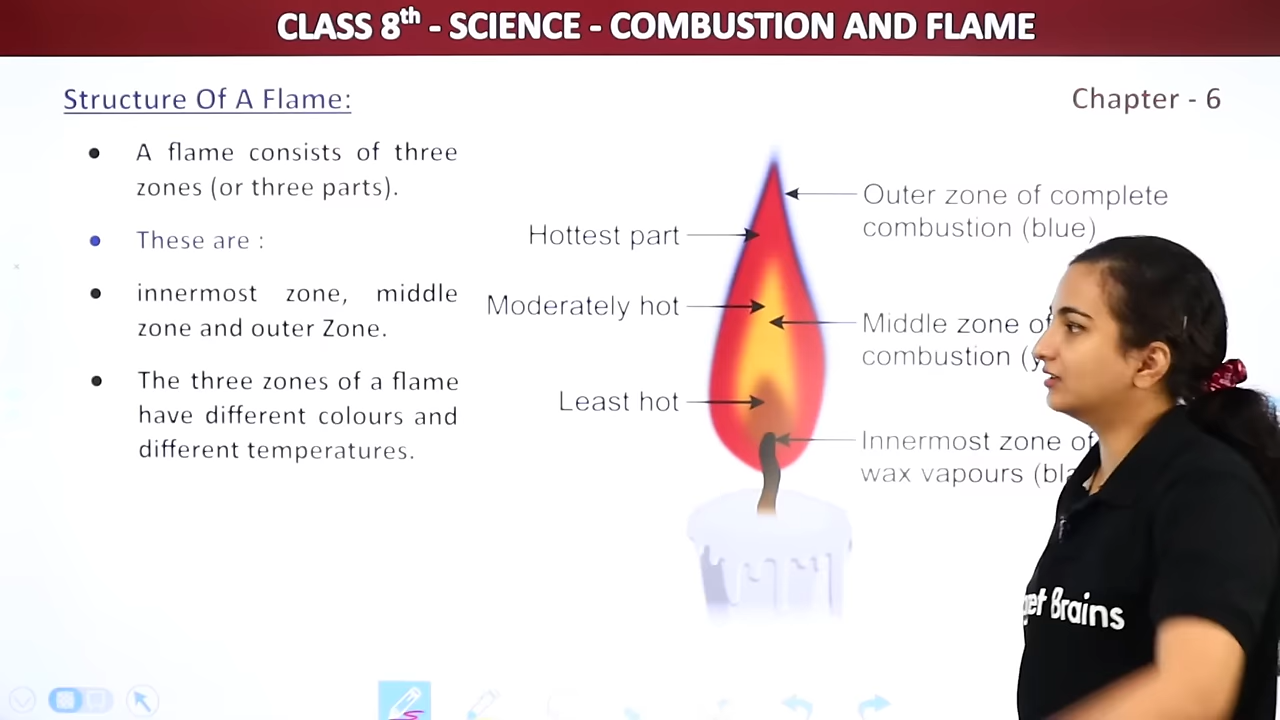 CLASS 8th - SCIENCE - COMBUSTION AND FLAME
Structure Of A Flame:
Chapter - 6
● A flame consists of three
zones (or three parts).
● These are :
● innermost zone, middle
zone and outer Zone.
● The three zones of a flame
have different colours and
different temperatures.
Hottest part
Moderately hot
Least hot
Outer zone of complete
combustion (blue)
Middle zone of
combustion
Innermost zone of
wax vapours
Brains